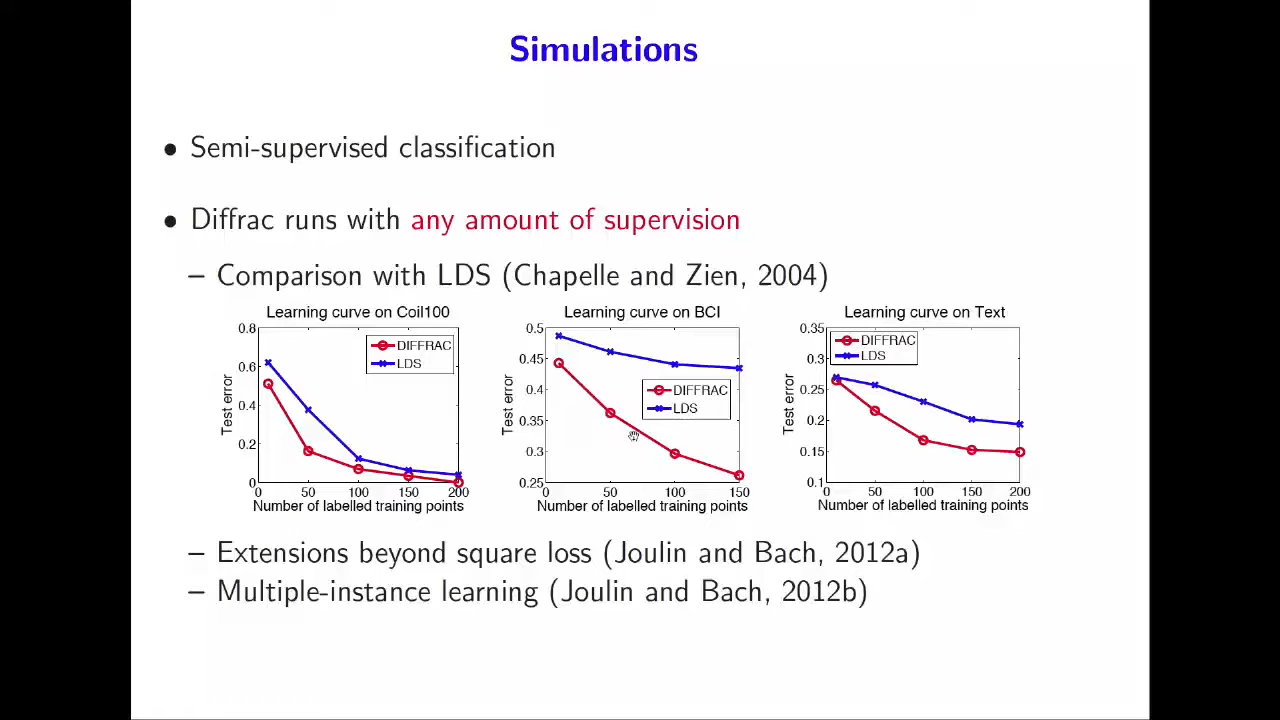 Simulations
• Semi-supervised classification
• Diffrac runs with any amount of supervision
– Comparison with LDS (Chapelle and Zien, 2004)
Learning curve on Coil100
0.8
0.6
0.4
0.2
0
Test error
DIFFRAC
LDS
0 50 100 150 200
Number of labelled training points
Learning curve on BCI
0.5
0.45
0.4
0.35
0.3
0.25
Test error
DIFFRAC
LDS
0 50 100 150
Number of labelled training points
Learning curve on Text
0.35
0.3
0.25
0.2
0.15
0.1
Test error
DIFFRAC
LDS
0 50 100 150 200
Number of labelled training points
– Extensions beyond square loss (Joulin and Bach, 2012a)
– Multiple-instance learning (Joulin and Bach, 2012b)